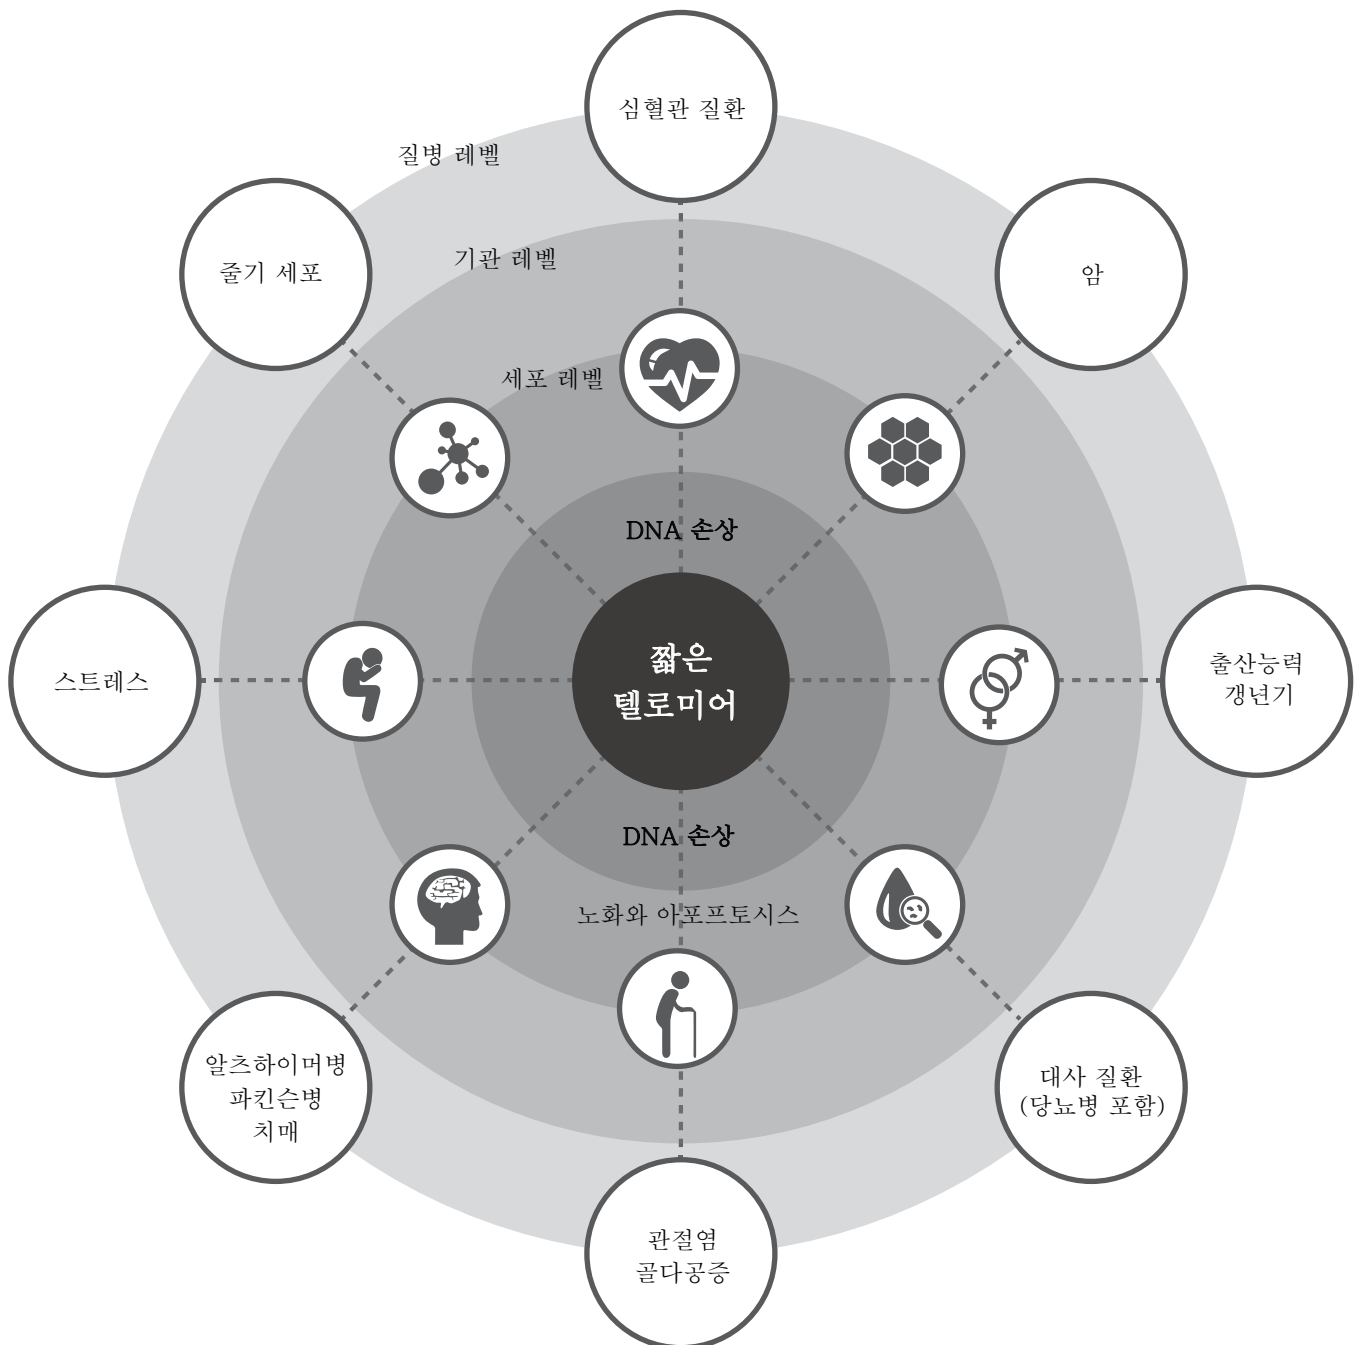 심혈관 질환
질병 레벨
기관 레벨
줄기 세포
암
세포 레벨
DNA 손상
짧은
텔로미어
스트레스
출산능력
갱년기
DNA 손상
노화와 아포프토시스
알츠하이머병
파킨슨병
치매
대사 질환
(당뇨병 포함)
관절염
골다공증